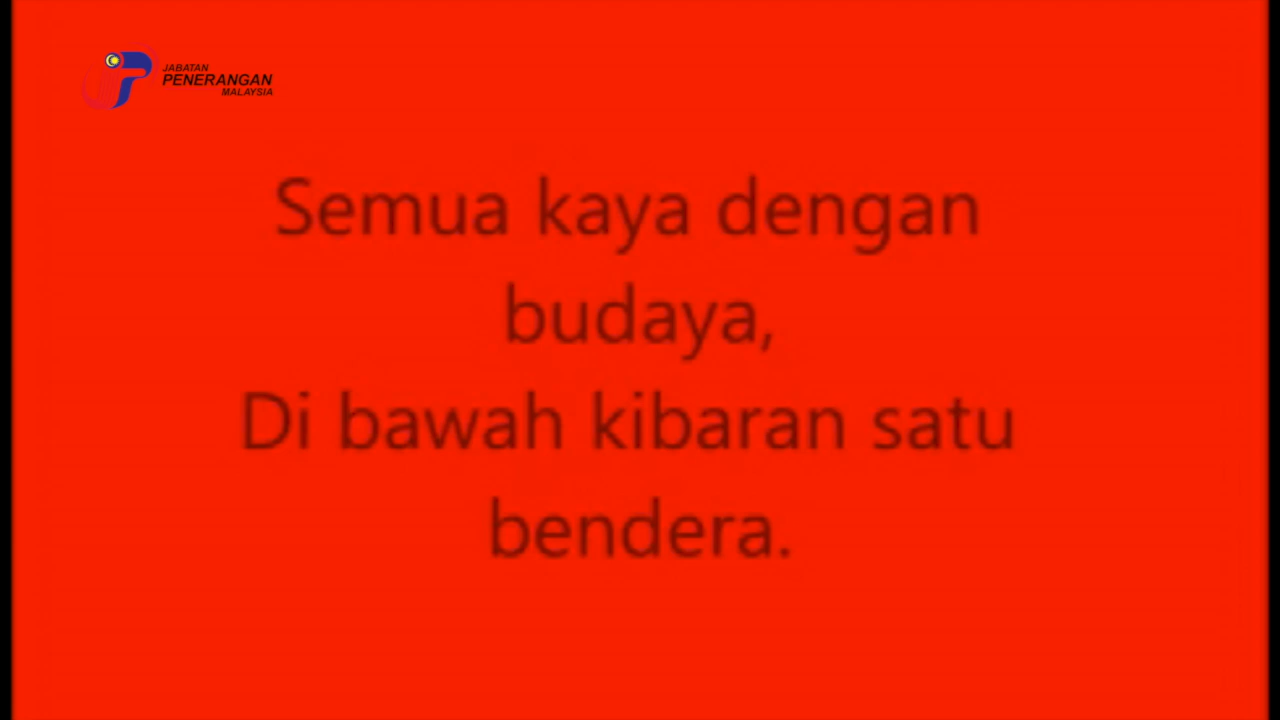 JABATAN
PENERANGAN
MALAYSIA
Semua kaya dengan
budaya,
Di bawah kibaran satu
bendera.